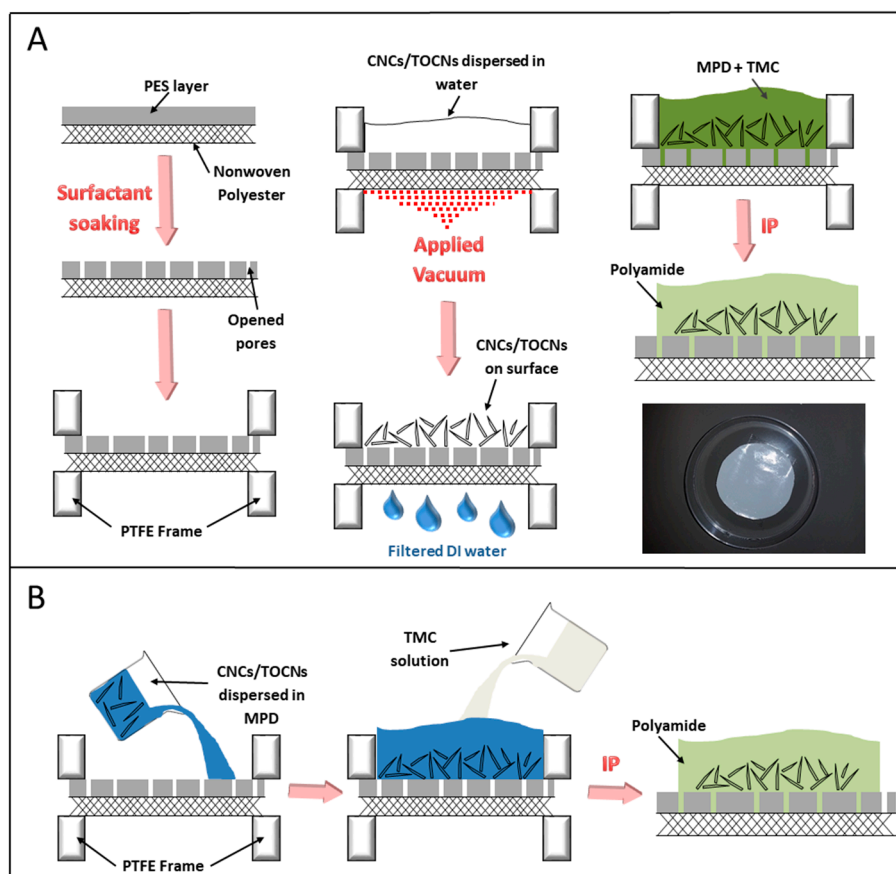 A
PES layer
Nonwoven
Polyester
Surfactant
soaking
Opened
pores
PTFE Frame
CNCs/TOCNs dispersed in
water
Applied
Vacuum
CNCs/TOCNs
on surface
Filtered DI water
MPD + TMC
IP
Polyamide
B
CNCs/TOCNs
dispersed in
MPD
PTFE Frame
TMC
solution
IP
Polyamide